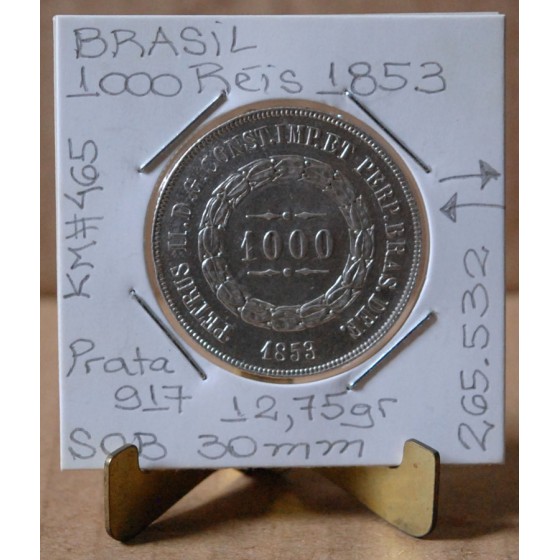 BRASiL
1000 Réis 1853
KM#465
PETRUS.II.D.G.CONST.IMP.ET PERP.BRAS.DEF.
1000
1853
265.532
Prata
917 12,75gr
SOB 30mm